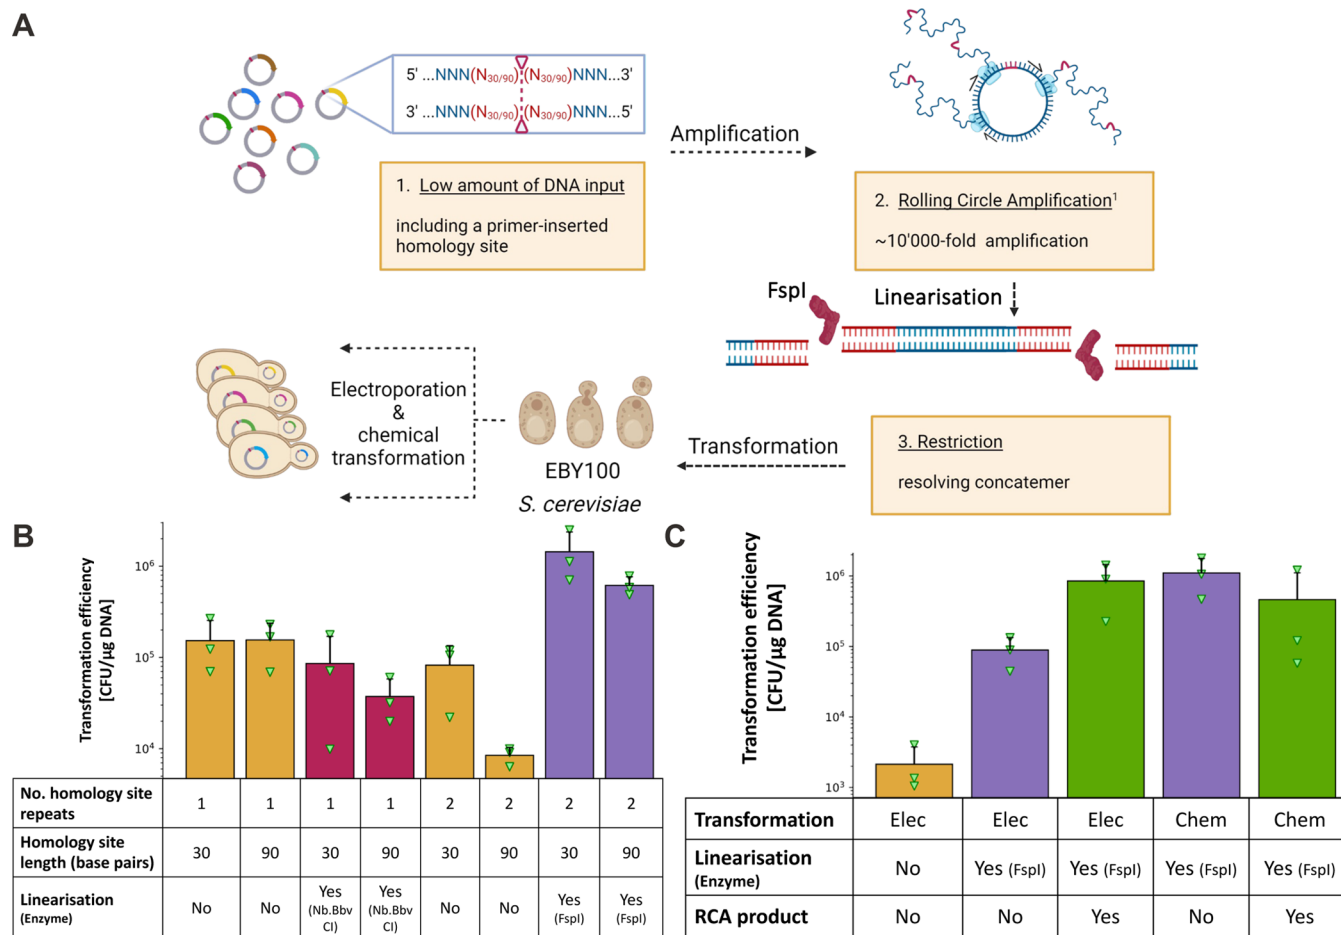 A
5' ...NNN(N30/90) (N30/90)NNN...3'
3' ...NNN(N30/90) (N30/90)NNN...5'
Amplification
1. Low amount of DNA input
including a primer-inserted
homology site
2. Rolling Circle Amplification¹
~10'000-fold amplification
FspI
Linearisation
Electroporation
&
chemical
transformation
EBY100
S. cerevisiae
Transformation
3. Restriction
resolving concatemer
B
Transformation efficiency
[CFU/µg DNA]
10⁶
10⁵
10⁴
No. homology site
repeats
1 1 1 1 2 2 2 2
Homology site
length (base pairs)
30 90 30 90 30 90 30 90
Linearisation
(Enzyme)
No No Yes (Nb.Bbv CI) Yes (Nb.Bbv CI) No No Yes (FspI) Yes (FspI)
C
Transformation efficiency
[CFU/µg DNA]
10⁶
10⁵
10⁴
10³
Transformation Elec Elec Elec Chem Chem
Linearisation
(Enzyme)
No Yes (FspI) Yes (FspI) Yes (FspI) Yes (FspI)
RCA product No No Yes No Yes